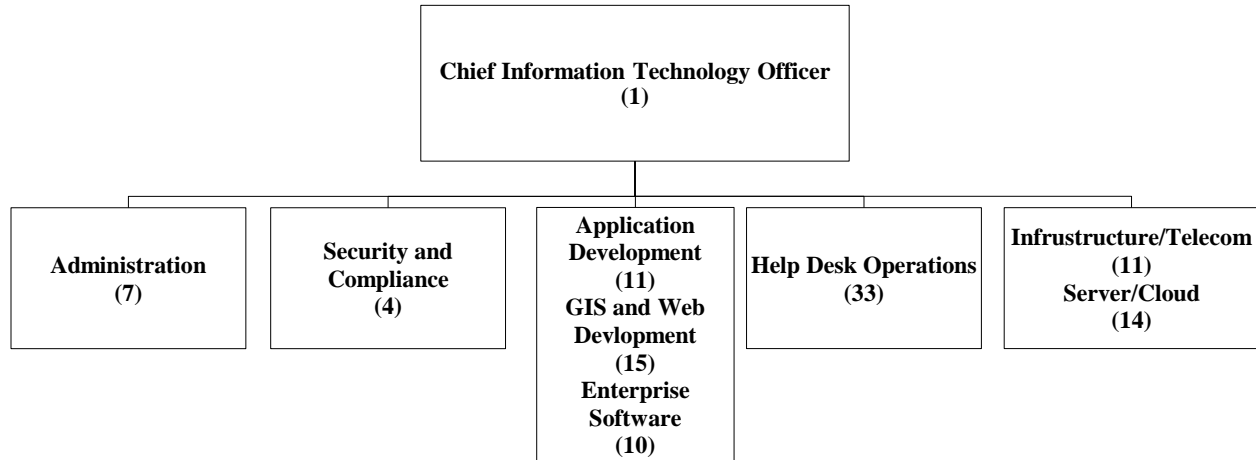 Chief Information Technology Officer
(1)
Administration
(7)
Security and
Compliance
(4)
Application
Development
(11)
GIS and Web
Devlopment
(15)
Enterprise
Software
(10)
Help Desk Operations
(33)
Infrustructure/Telecom
(11)
Server/Cloud
(14)